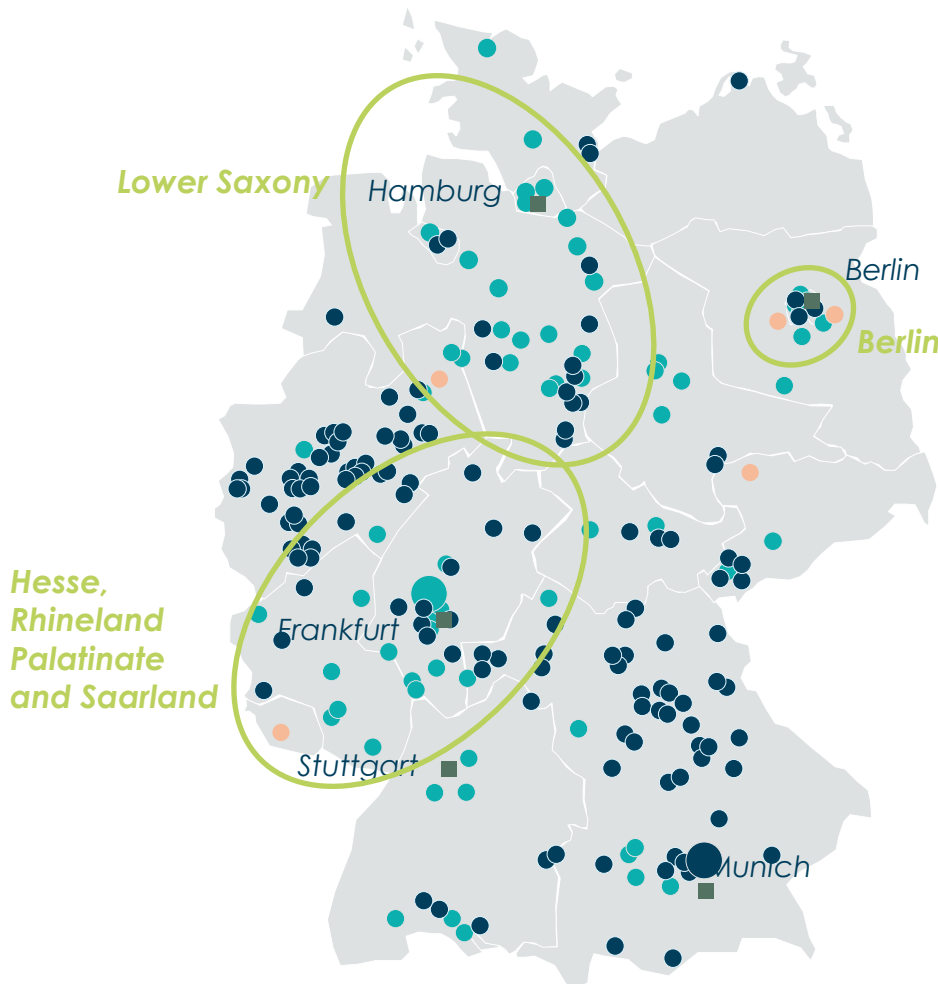 Lower Saxony
Hamburg
Berlin
Berlin
Hesse,
Rhineland
Palatinate
and Saarland
Frankfurt
Stuttgart
Munich